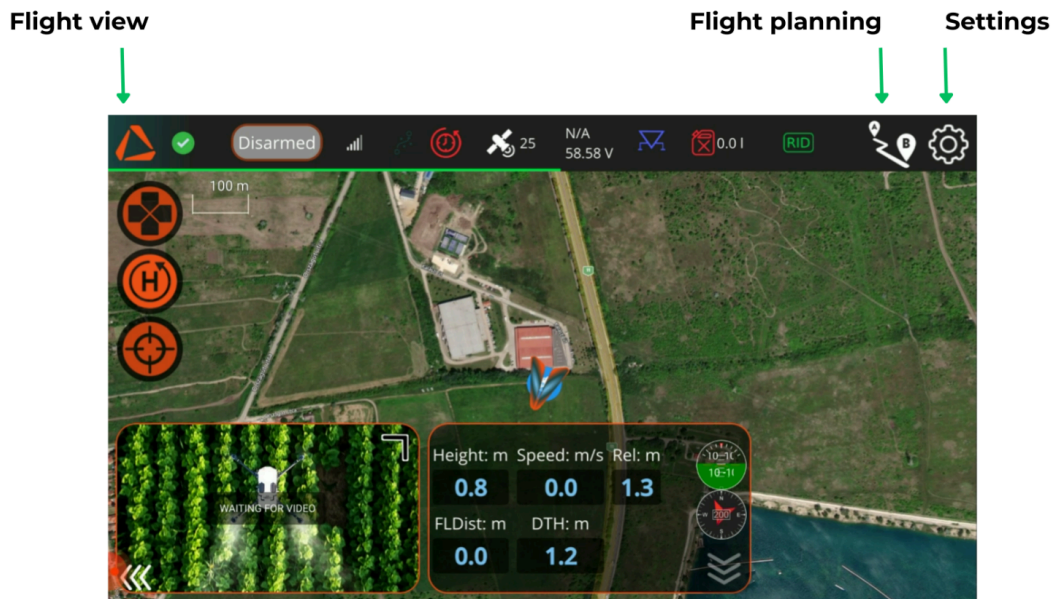 Flight view
Flight planning
Settings
Disarmed
25
N/A
58.58 V
0.0 l
RID
A
B
100 m
H
WAITING FOR VIDEO
Height: m Speed: m/s Rel: m
0.8 0.0 1.3
FLDist: m DTH: m
0.0 1.2
N
W
200
S